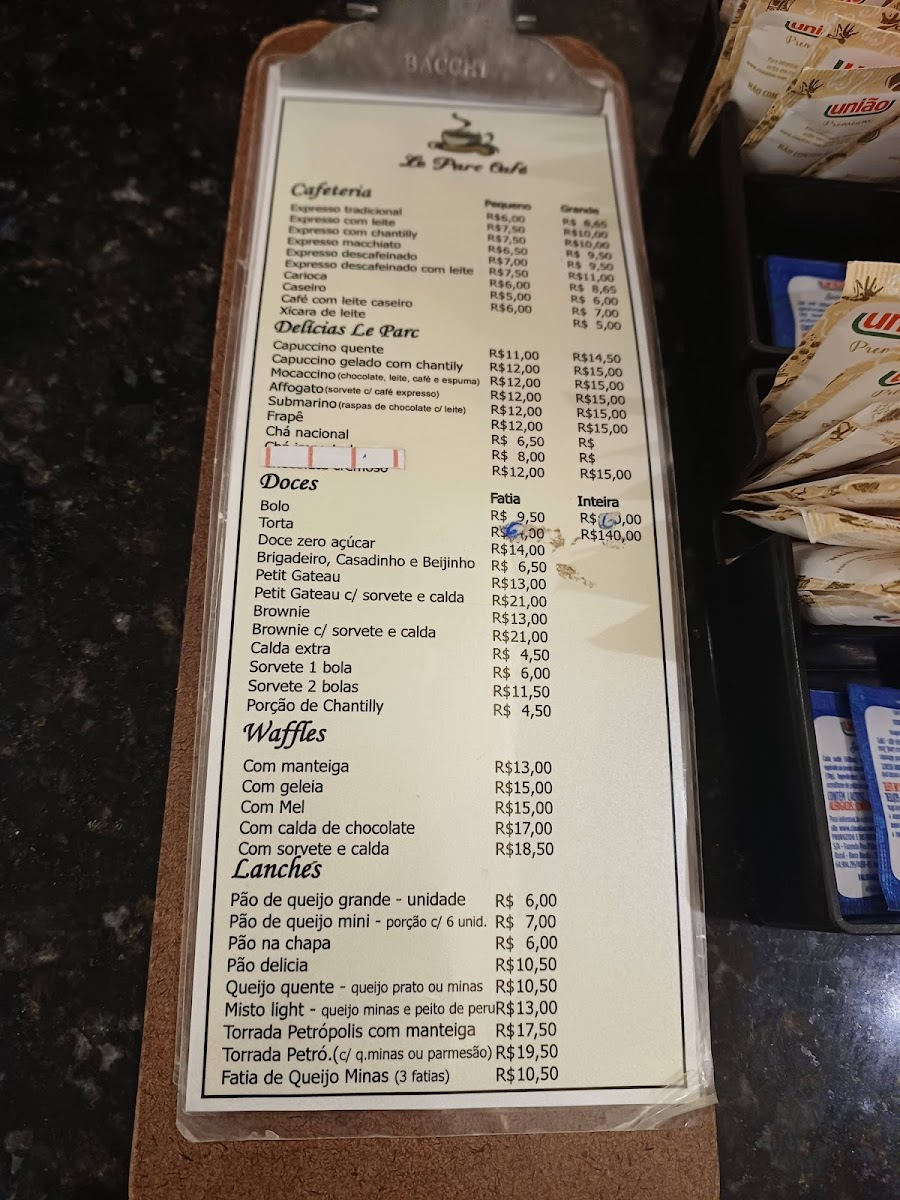 BACCHI
Le Parc Café
Cafeteria Pequeno Grande
Expresso tradicional R$6,00 R$ 8,65
Expresso com leite R$7,50 R$10,00
Expresso com chantilly R$7,50 R$10,00
Expresso macchiato R$6,50 R$ 9,50
Expresso descafeinado R$7,00 R$ 9,50
Expresso descafeinado com leite R$7,50 R$11,00
Carioca R$6,00 R$ 8,65
Caseiro R$5,00 R$ 6,00
Café com leite caseiro R$6,00 R$ 7,00
Xícara de leite R$ 5,00
Delícias Le Parc
Capuccino quente R$11,00 R$14,50
Capuccino gelado com chantily R$12,00 R$15,00
Mocaccino (chocolate, leite, café e espuma) R$12,00 R$15,00
Affogato (sorvete c/ café expresso) R$12,00
Submarino (raspas de chocolate c/ leite) R$12,00 R$15,00
Frapê R$12,00 R$15,00
Chá nacional R$ 6,50 R$
R$ 8,00 R$
cremoso R$12,00 R$15,00
Doces Fatia Inteira
Bolo R$ 9,50 R$
Torta R$ R$140,00
Doce zero açúcar R$14,00
Brigadeiro, Casadinho e Beijinho R$ 6,50
Petit Gateau R$13,00
Petit Gateau c/ sorvete e calda R$21,00
Brownie R$13,00
Brownie c/ sorvete e calda R$21,00
Calda extra R$ 4,50
Sorvete 1 bola R$ 6,00
Sorvete 2 bolas R$11,50
Porção de Chantilly R$ 4,50
Waffles
Com manteiga R$13,00
Com geleia R$15,00
Com Mel R$15,00
Com calda de chocolate R$17,00
Com sorvete e calda R$18,50
Lanches
Pão de queijo grande - unidade R$ 6,00
Pão de queijo mini - porção c/ 6 unid. R$ 7,00
Pão na chapa R$ 6,00
Pão delicia R$10,50
Queijo quente - queijo prato ou minas R$10,50
Misto light - queijo minas e peito de peru R$13,00
Torrada Petrópolis com manteiga R$17,50
Torrada Petró.(c/ q.minas ou parmesão) R$19,50
Fatia de Queijo Minas (3 fatias) R$10,50
união
Premium